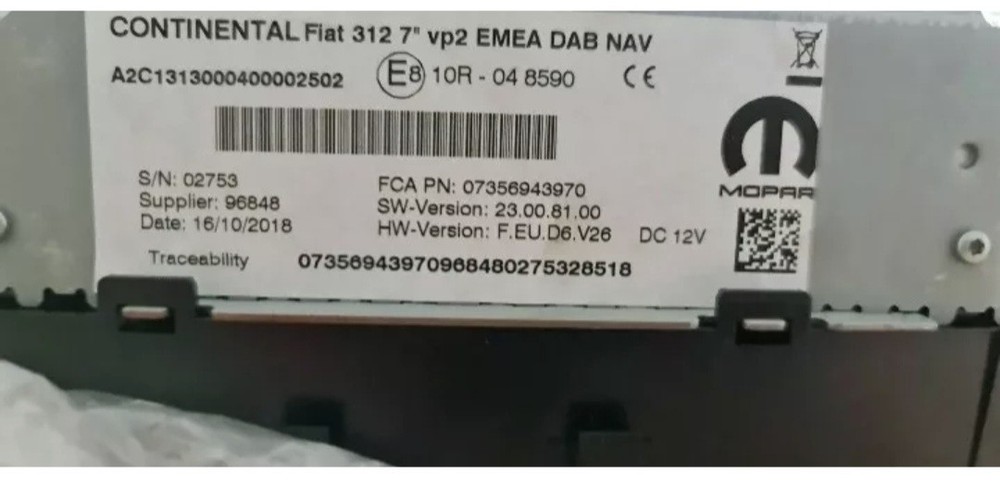 CONTINENTAL Fiat 312 7" vp2 EMEA DAB NAV
A2C1313000400002502 E8 10R - 04 8590 CE
S/N: 02753
Supplier: 96848
Date: 16/10/2018
FCA PN: 07356943970
SW-Version: 23.00.81.00
HW-Version: F.EU.D6.V26 DC 12V
MOPAR
Traceability 0735694397096848027532851​8